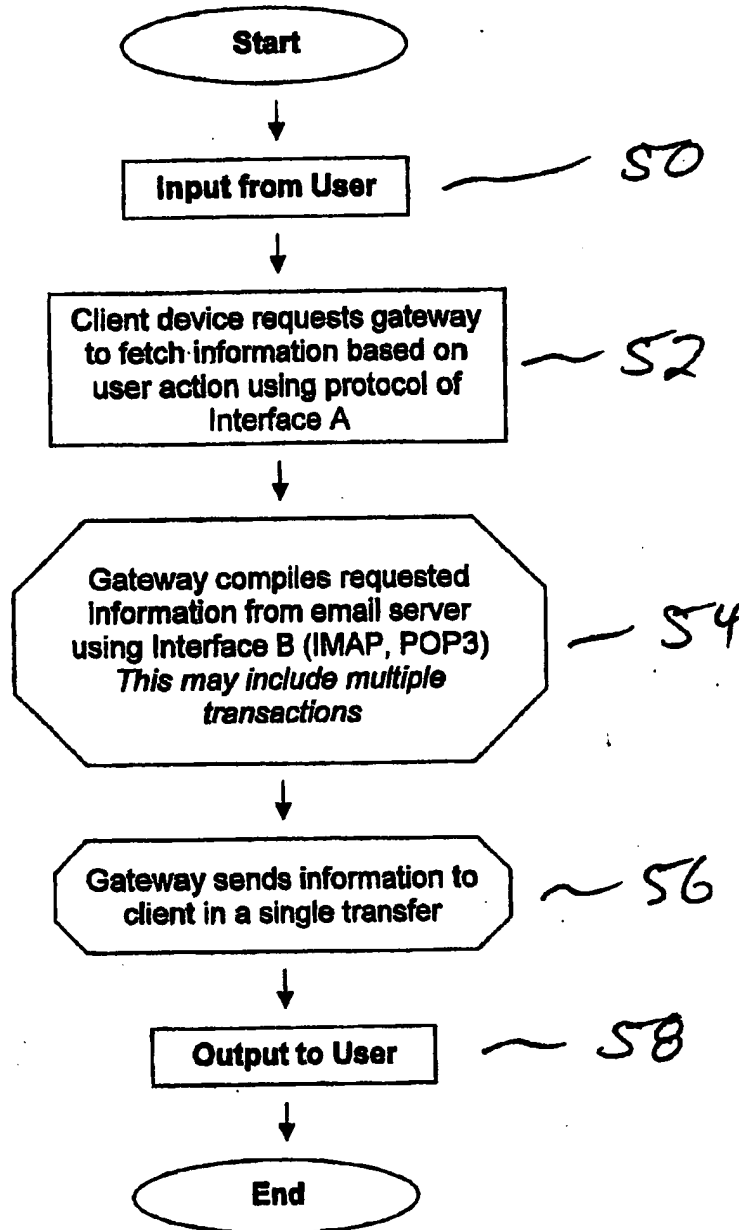 Start
Input from User
50
Client device requests gateway
to fetch information based on
user action using protocol of
Interface A
52
Gateway compiles requested
information from email server
using Interface B (IMAP, POP3)
This may include multiple
transactions
54
Gateway sends information to
client in a single transfer
56
Output to User
58
End